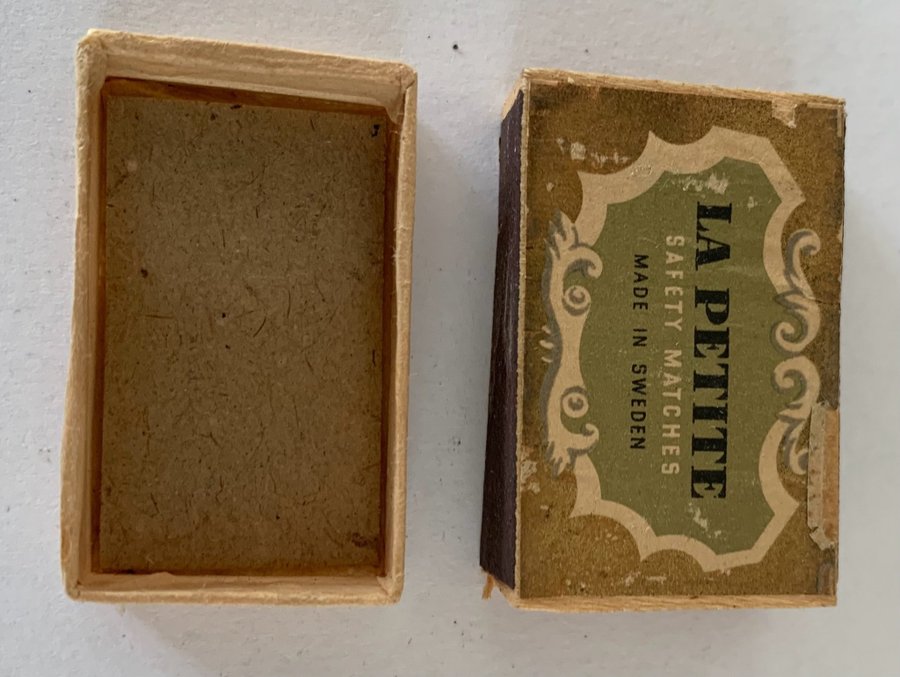 LA PETITE
SAFETY MATCHES
MADE IN SWEDEN